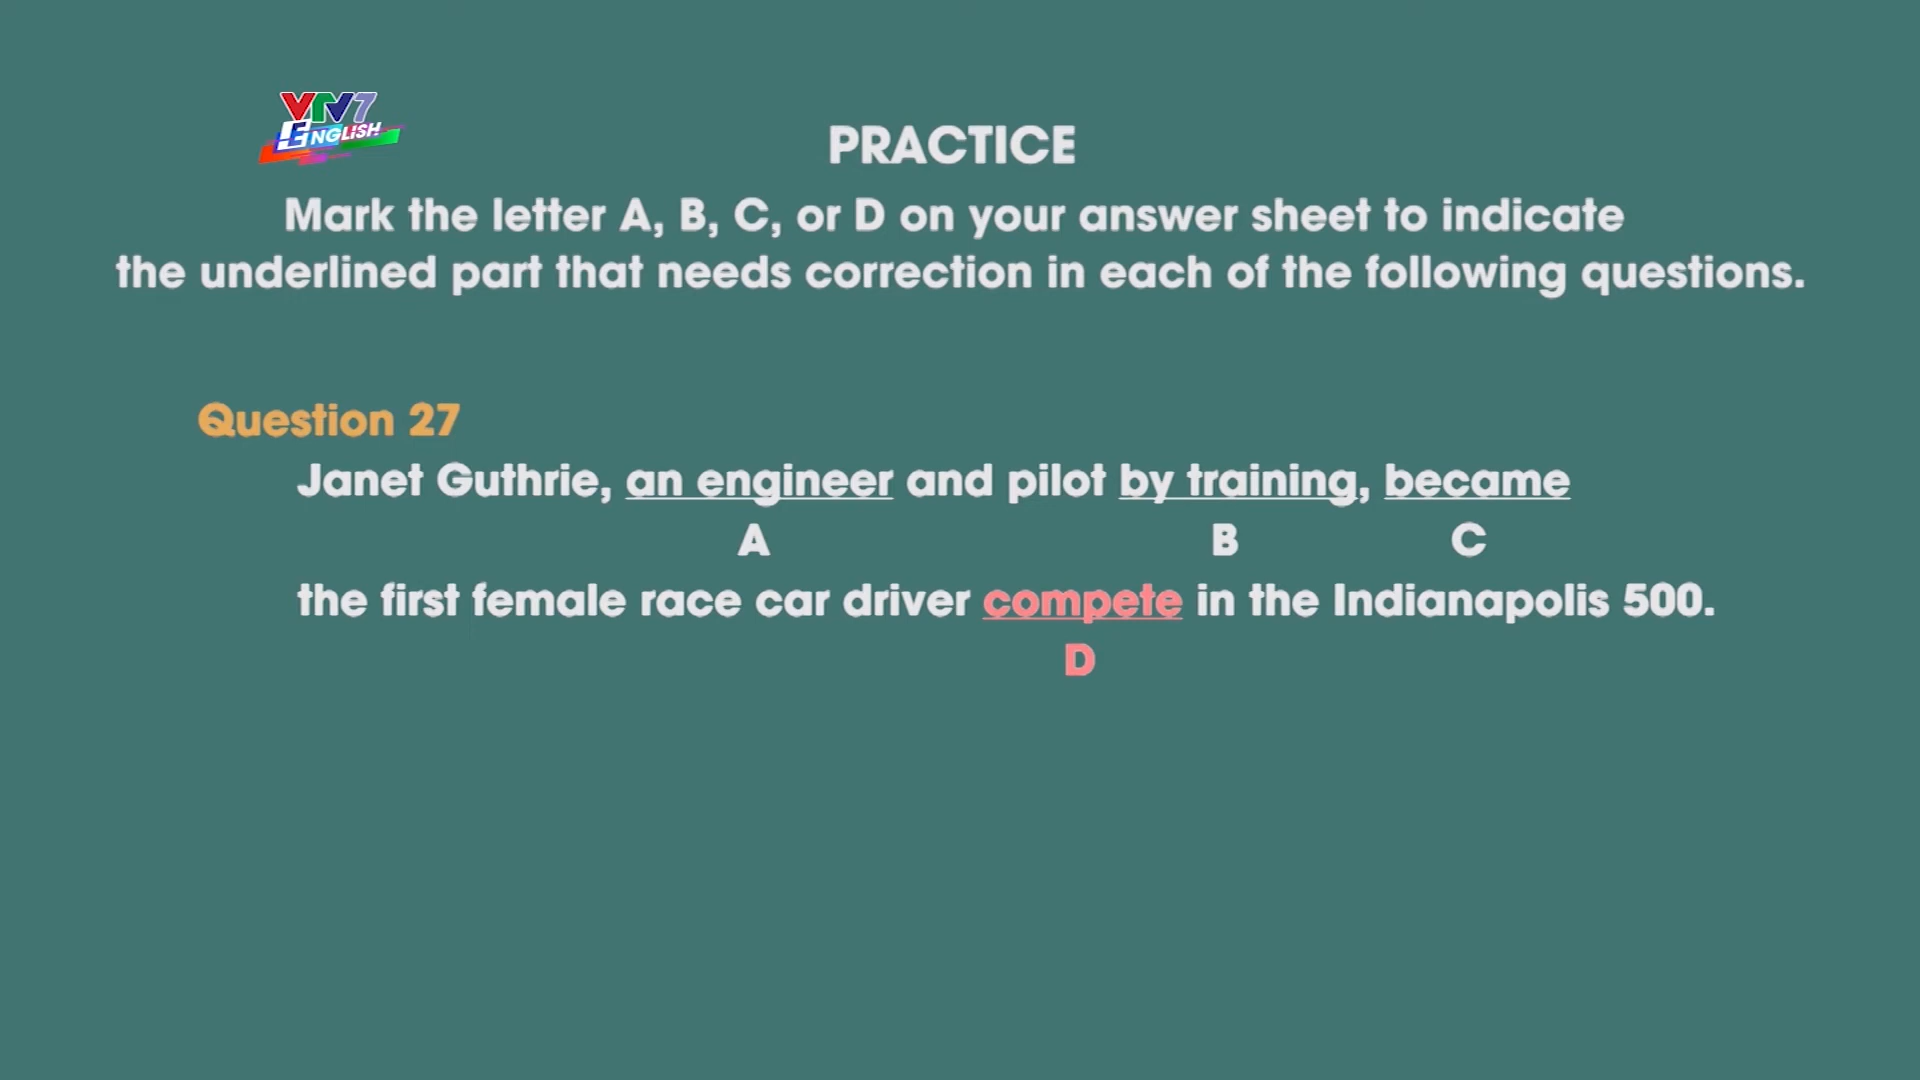 VTV7
ENGLISH
PRACTICE
Mark the letter A, B, C, or D on your answer sheet to indicate
the underlined part that needs correction in each of the following questions.
Question 27
Janet Guthrie, an engineer and pilot by training, became
A B C
the first female race car driver compete in the Indianapolis 500.
D